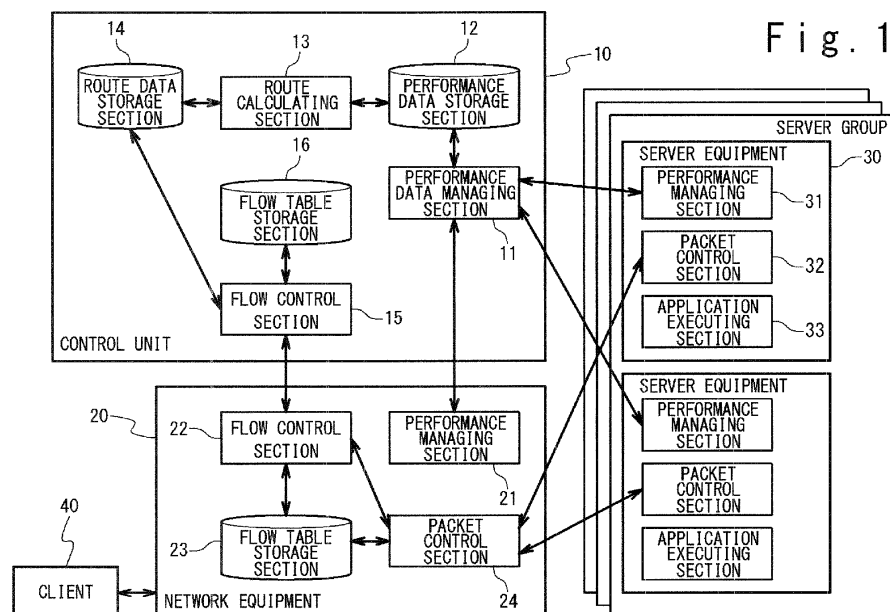 Fig. 1
14
13
12
10
ROUTE DATA
STORAGE
SECTION
ROUTE
CALCULATING
SECTION
PERFORMANCE
DATA STORAGE
SECTION
16
FLOW TABLE
STORAGE
SECTION
PERFORMANCE
DATA MANAGING
SECTION
11
FLOW CONTROL
SECTION
15
CONTROL UNIT
SERVER GROUP
SERVER EQUIPMENT
30
PERFORMANCE
MANAGING
SECTION
31
PACKET
CONTROL
SECTION
32
APPLICATION
EXECUTING
SECTION
33
SERVER EQUIPMENT
PERFORMANCE
MANAGING
SECTION
PACKET
CONTROL
SECTION
APPLICATION
EXECUTING
SECTION
20
22
FLOW CONTROL
SECTION
PERFORMANCE
MANAGING
SECTION
21
23
FLOW TABLE
STORAGE
SECTION
PACKET
CONTROL
SECTION
24
NETWORK EQUIPMENT
40
CLIENT